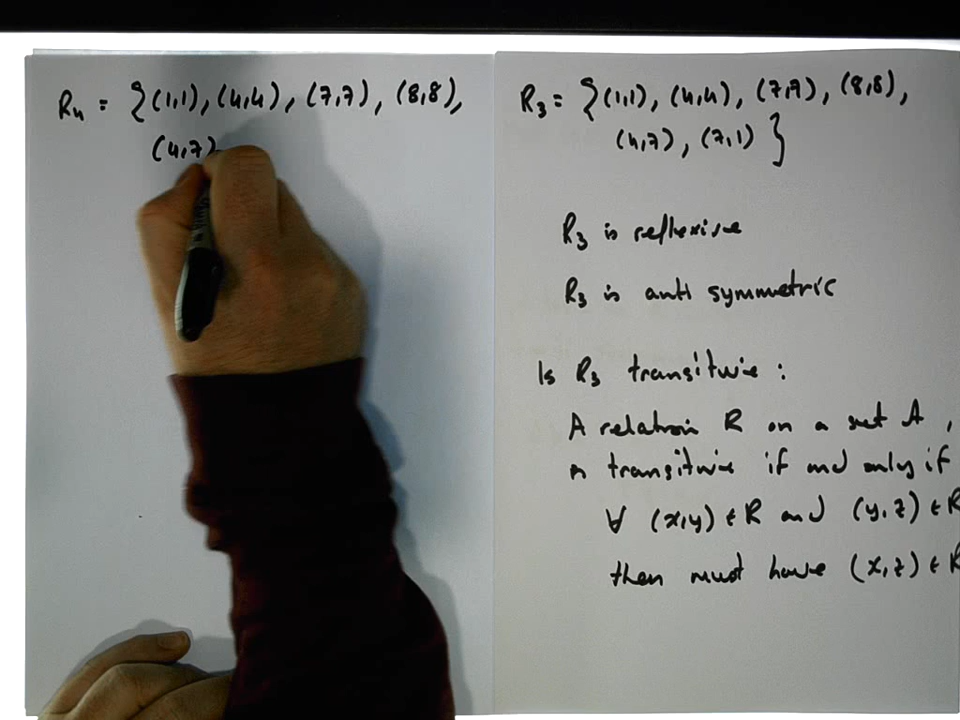 R4 = {(1,1), (4,4), (7,7), (8,8),
(4,7)
R3 = {(1,1), (4,4), (7,7), (8,8),
(4,7), (7,1) }
R3 is reflexive
R3 is anti symmetric
Is R3 transitive :
A relation R on a set A ,
is transitive if and only if
∀ (x,y) ∈ R and (y,z) ∈ R
then must have (x,z) ∈ R